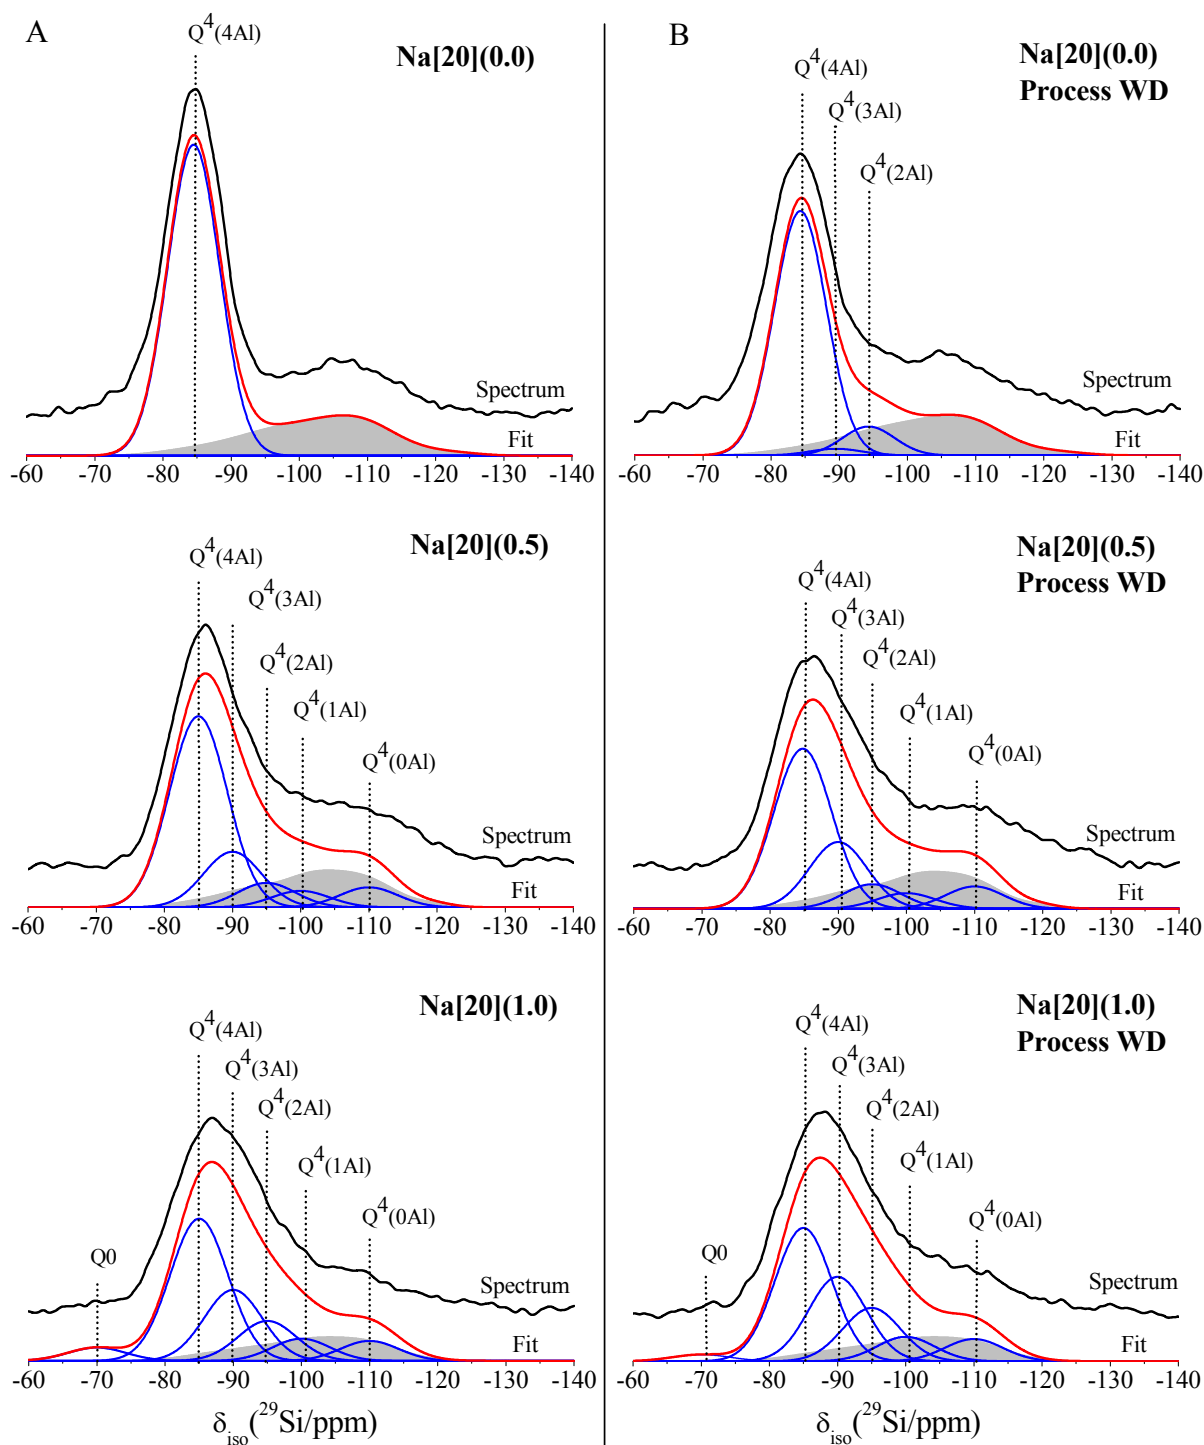 A
Q⁴(4Al)
Na[20](0.0)
Spectrum
Fit
-60 -70 -80 -90 -100 -110 -120 -130 -140
Na[20](0.5)
Q⁴(4Al)
Q⁴(3Al)
Q⁴(2Al)
Q⁴(1Al)
Q⁴(0Al)
Spectrum
Fit
-60 -70 -80 -90 -100 -110 -120 -130 -140
Na[20](1.0)
Q⁴(4Al)
Q⁴(3Al)
Q⁴(2Al)
Q⁴(1Al)
Q⁴(0Al)
Q0
Spectrum
Fit
-60 -70 -80 -90 -100 -110 -120 -130 -140
δiso(²⁹Si/ppm)
B
Na[20](0.0)
Process WD
Q⁴(4Al)
Q⁴(3Al)
Q⁴(2Al)
Spectrum
Fit
-60 -70 -80 -90 -100 -110 -120 -130 -140
Na[20](0.5)
Process WD
Q⁴(4Al)
Q⁴(3Al)
Q⁴(2Al)
Q⁴(1Al)
Q⁴(0Al)
Spectrum
Fit
-60 -70 -80 -90 -100 -110 -120 -130 -140
Na[20](1.0)
Process WD
Q⁴(4Al)
Q⁴(3Al)
Q⁴(2Al)
Q⁴(1Al)
Q⁴(0Al)
Q0
Spectrum
Fit
-60 -70 -80 -90 -100 -110 -120 -130 -140
δiso(²⁹Si/ppm)